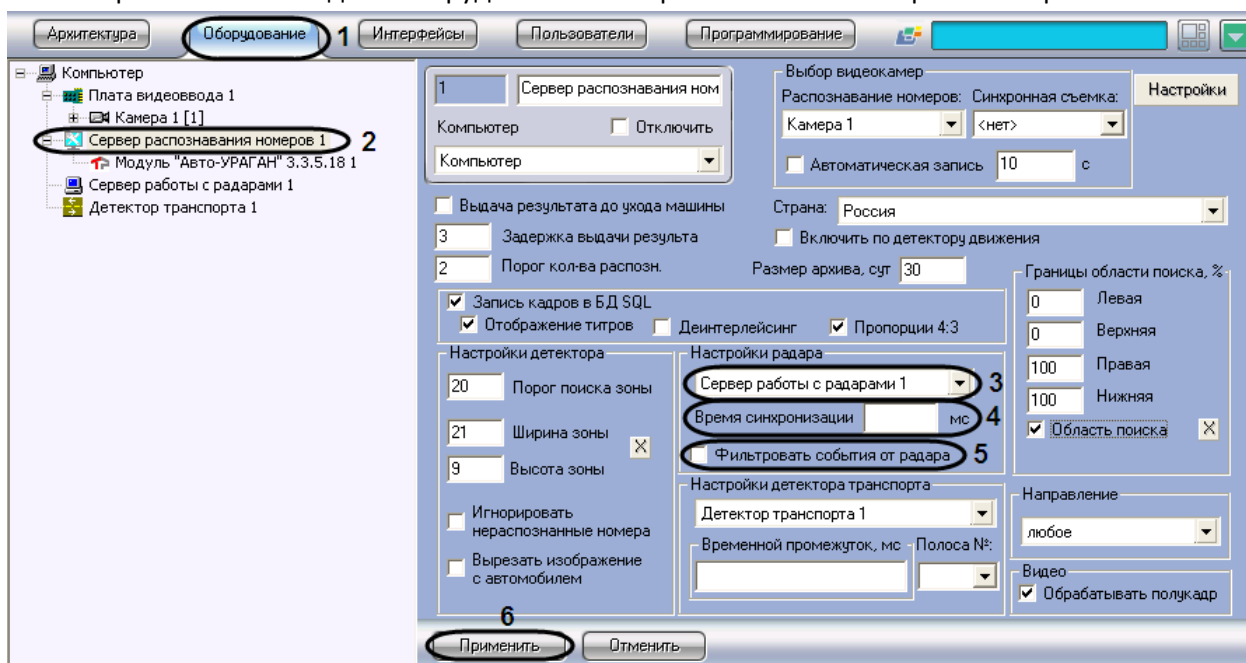 Архитектура Оборудование 1 Интерфейсы Пользователи Программирование
Компьютер
Плата видеоввода 1
Камера 1 [1]
Сервер распознавания номеров 1 2
Модуль "Авто-УРАГАН" 3.3.5.18 1
Сервер работы с радарами 1
Детектор транспорта 1
1 Сервер распознавания ном
Компьютер Отключить
Компьютер
Выбор видеокамер
Распознавание номеров: Синхронная съемка:
Камера 1 <нет>
Автоматическая запись 10 с
Настройки
Выдача результата до ухода машины
Страна: Россия
3 Задержка выдачи результа
Включить по детектору движения
2 Порог кол-ва распозн.
Размер архива, сут 30
Запись кадров в БД SQL
Отображение титров Деинтерлейсинг Пропорции 4:3
Границы области поиска, %
0 Левая
0 Верхняя
100 Правая
100 Нижняя
Область поиска X
Настройки детектора
20 Порог поиска зоны
21 Ширина зоны
X
9 Высота зоны
Игнорировать
нераспознанные номера
Вырезать изображение
с автомобилем
Настройки радара
Сервер работы с радарами 1 3
Время синхронизации мс 4
Фильтровать события от радара 5
Настройки детектора транспорта
Детектор транспорта 1
Временной промежуток, мс Полоса №:
Направление
любое
Видео
Обрабатывать полукадр
6
Применить Отменить